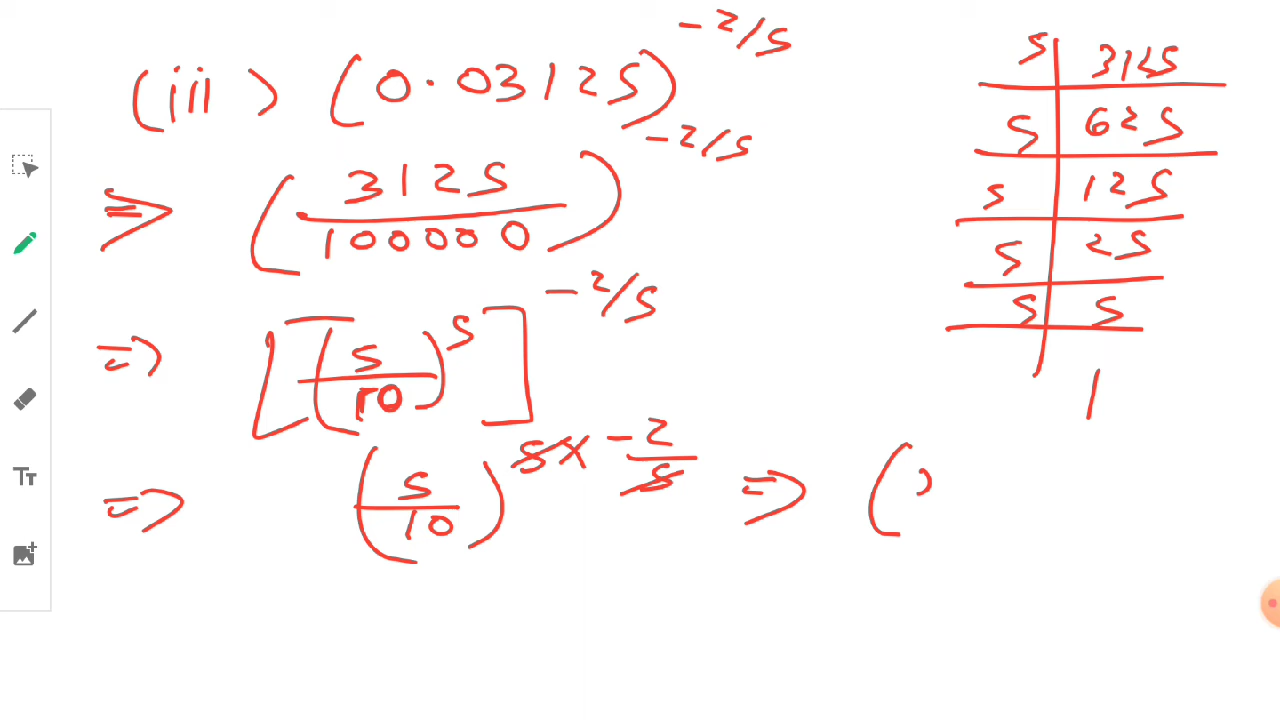 (iii) (0.03125)^{-2/5}
=> (3125/100000)^{-2/5}
=> [(5/10)^5]^{-2/5}
=> (5/10)^{5 x -2/5} => (
5 | 3125
5 | 625
5 | 125
5 | 25
5 | 5
1
Tт